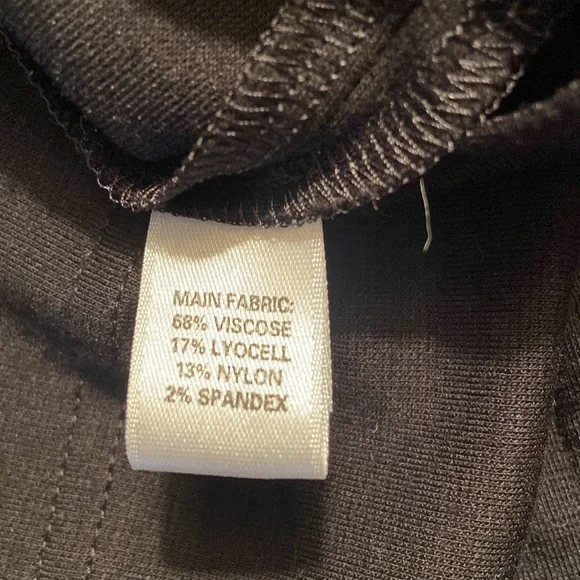 MAIN FABRIC:
68% VISCOSE
17% LYOCELL
13% NYLON
2% SPANDEX